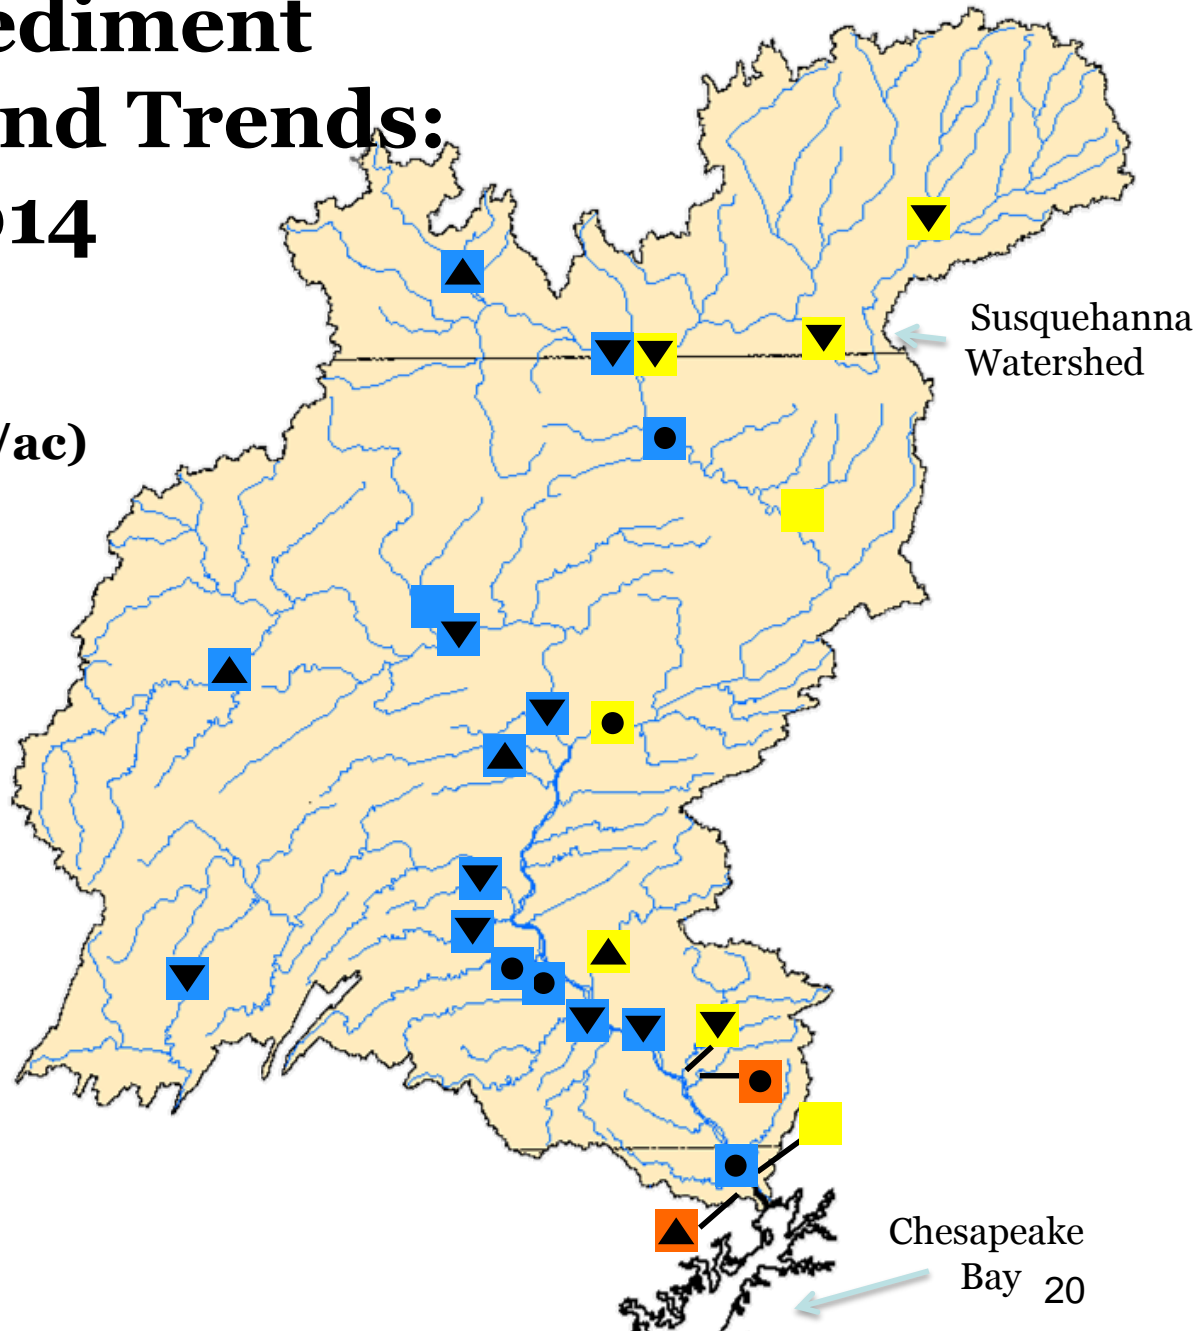 ediment
nd Trends:
014
/ac)
Susquehanna
Watershed
Chesapeake
Bay
20